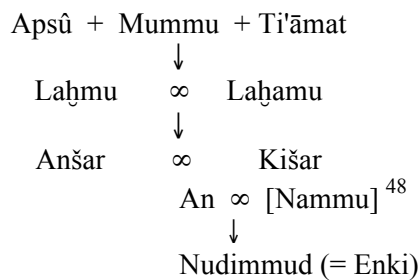 Apsû + Mummu + Ti'āmat
↓
Laḫmu ∞ Laḫamu
↓
Anšar ∞ Kišar
An ∞ [Nammu] 48
↓
Nudimmud (= Enki)